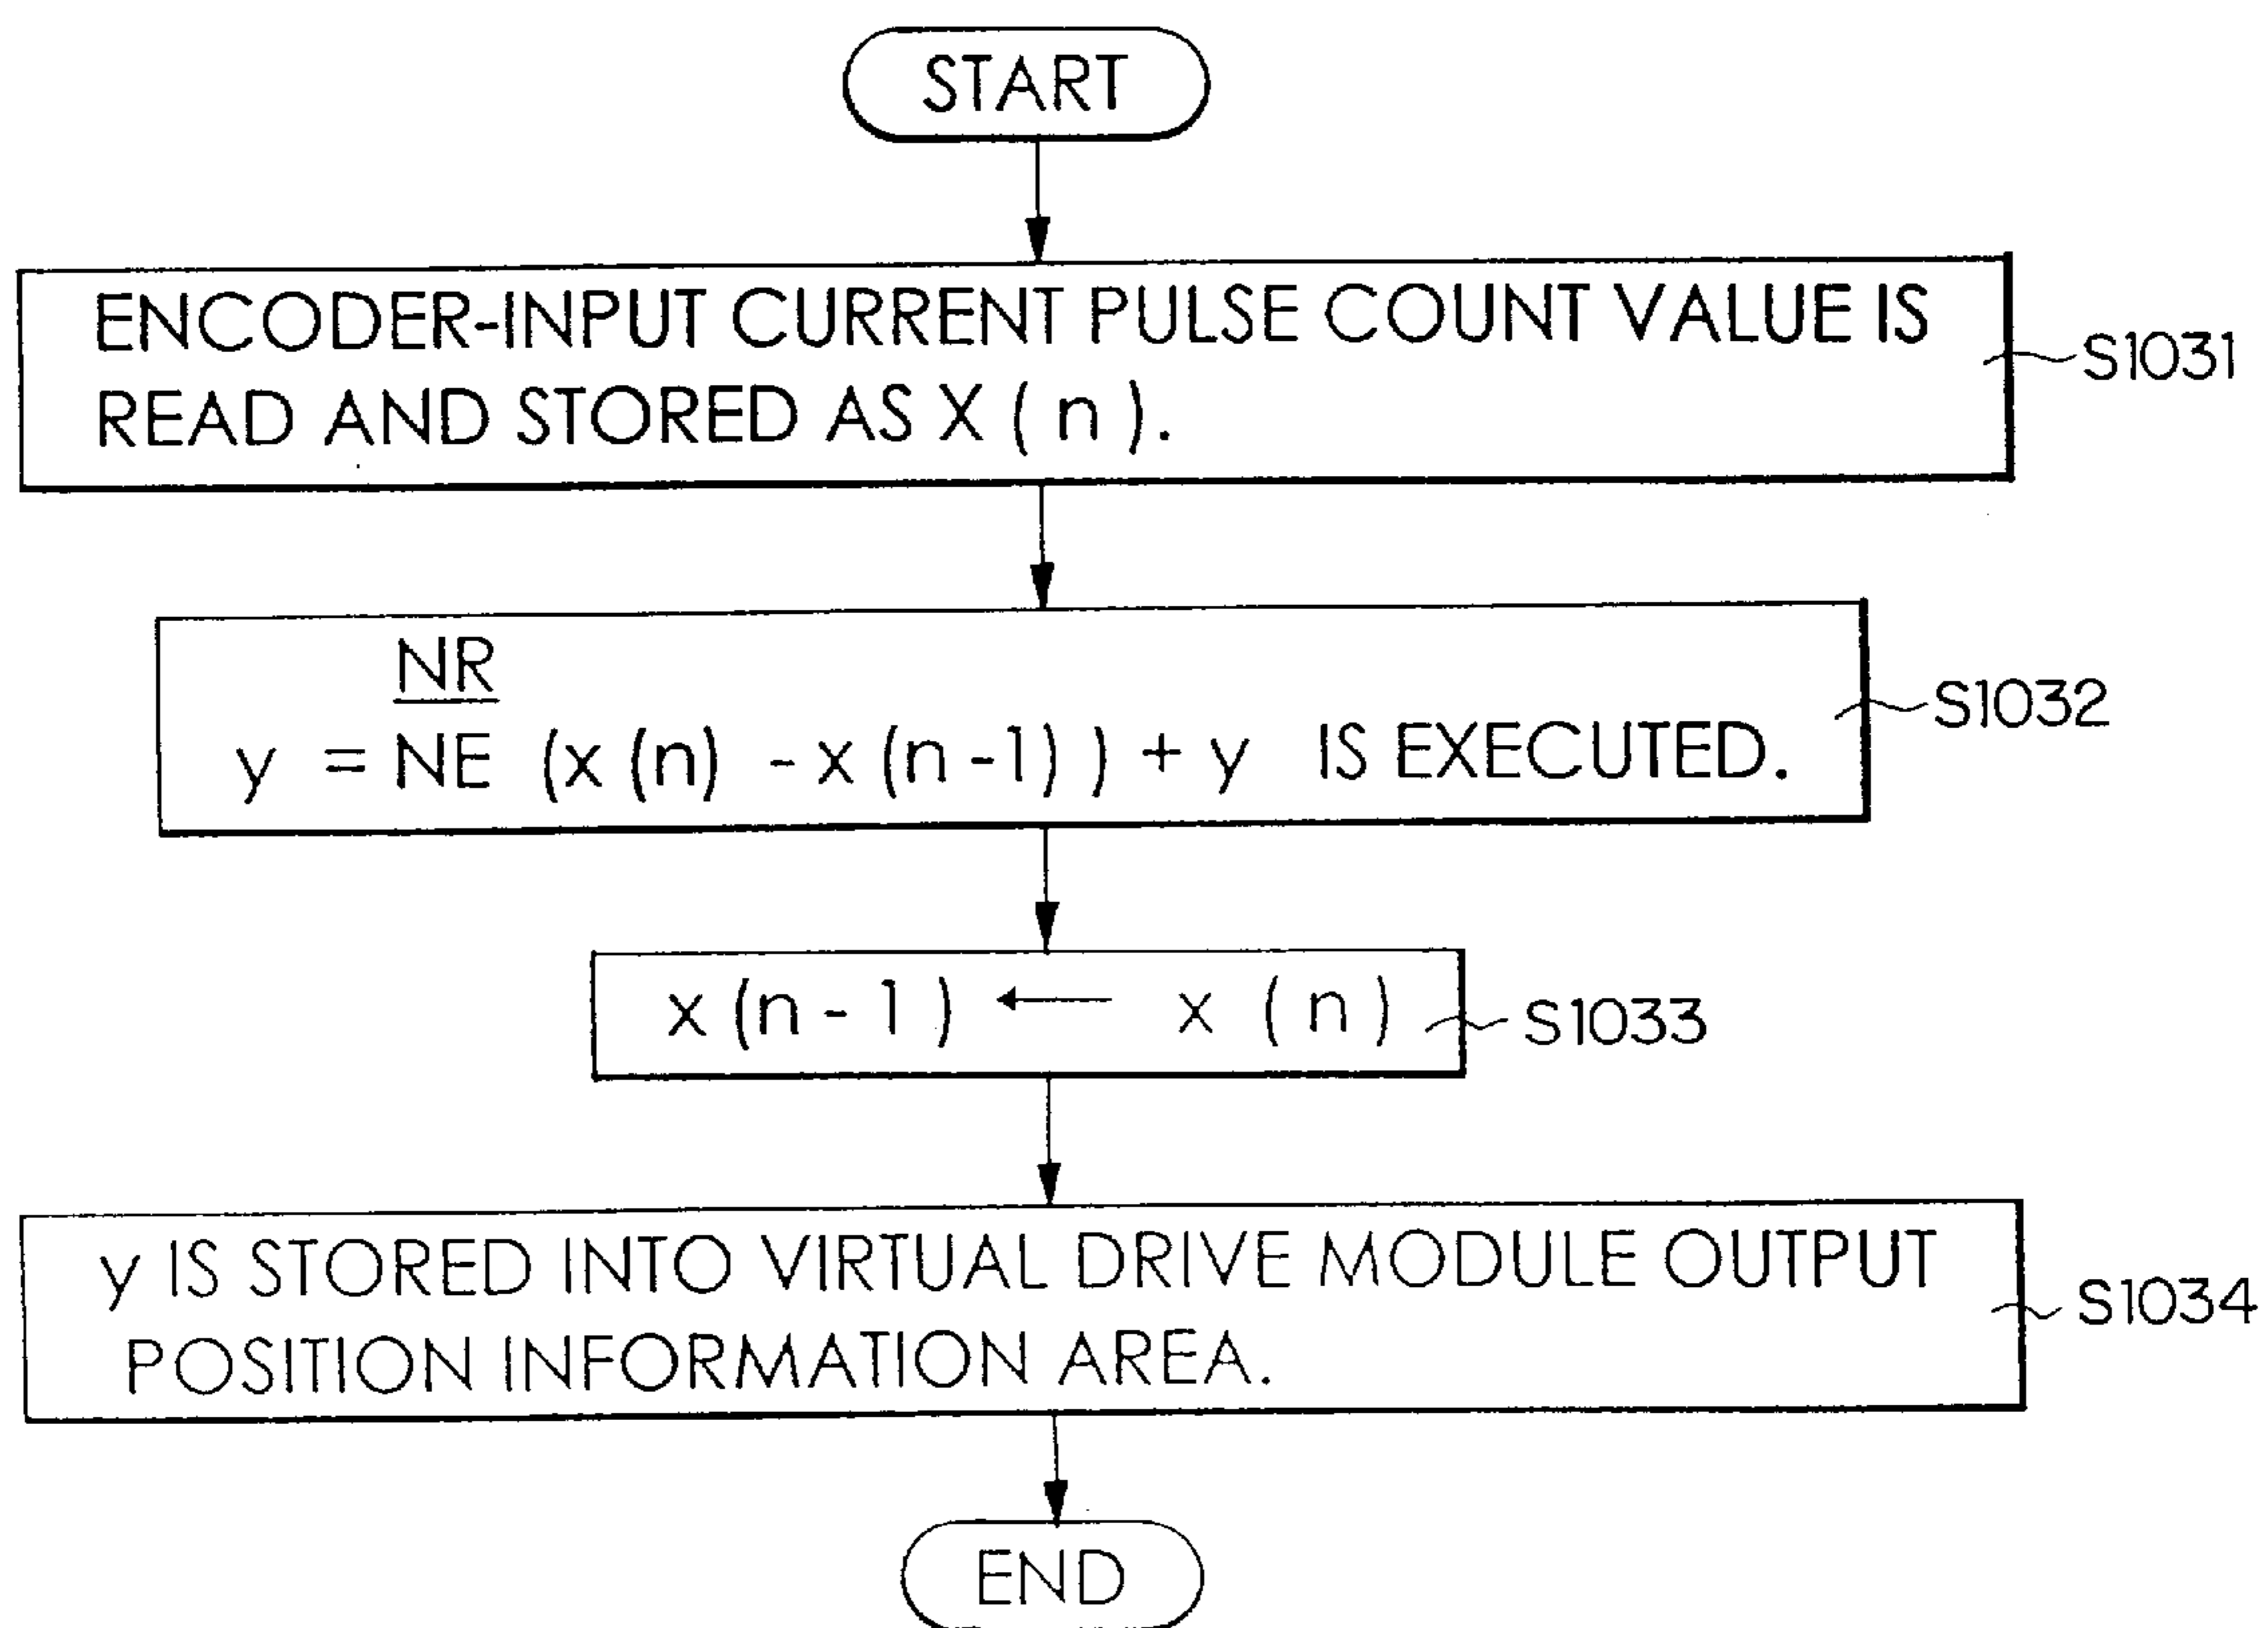 START
ENCODER-INPUT CURRENT PULSE COUNT VALUE IS
READ AND STORED AS X ( n ).
S1031
NR
y = NE (x (n) - x (n-1) ) + y IS EXECUTED.
S1032
x (n - 1 ) ← x ( n )
S1033
y IS STORED INTO VIRTUAL DRIVE MODULE OUTPUT
POSITION INFORMATION AREA.
S1034
END